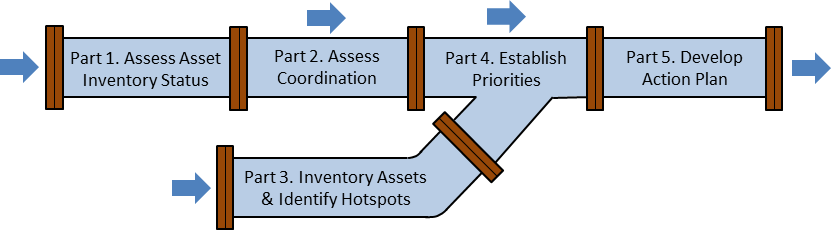 Part 1. Assess Asset
Inventory Status
Part 2. Assess
Coordination
Part 4. Establish
Priorities
Part 5. Develop
Action Plan
Part 3. Inventory Assets
& Identify Hotspots